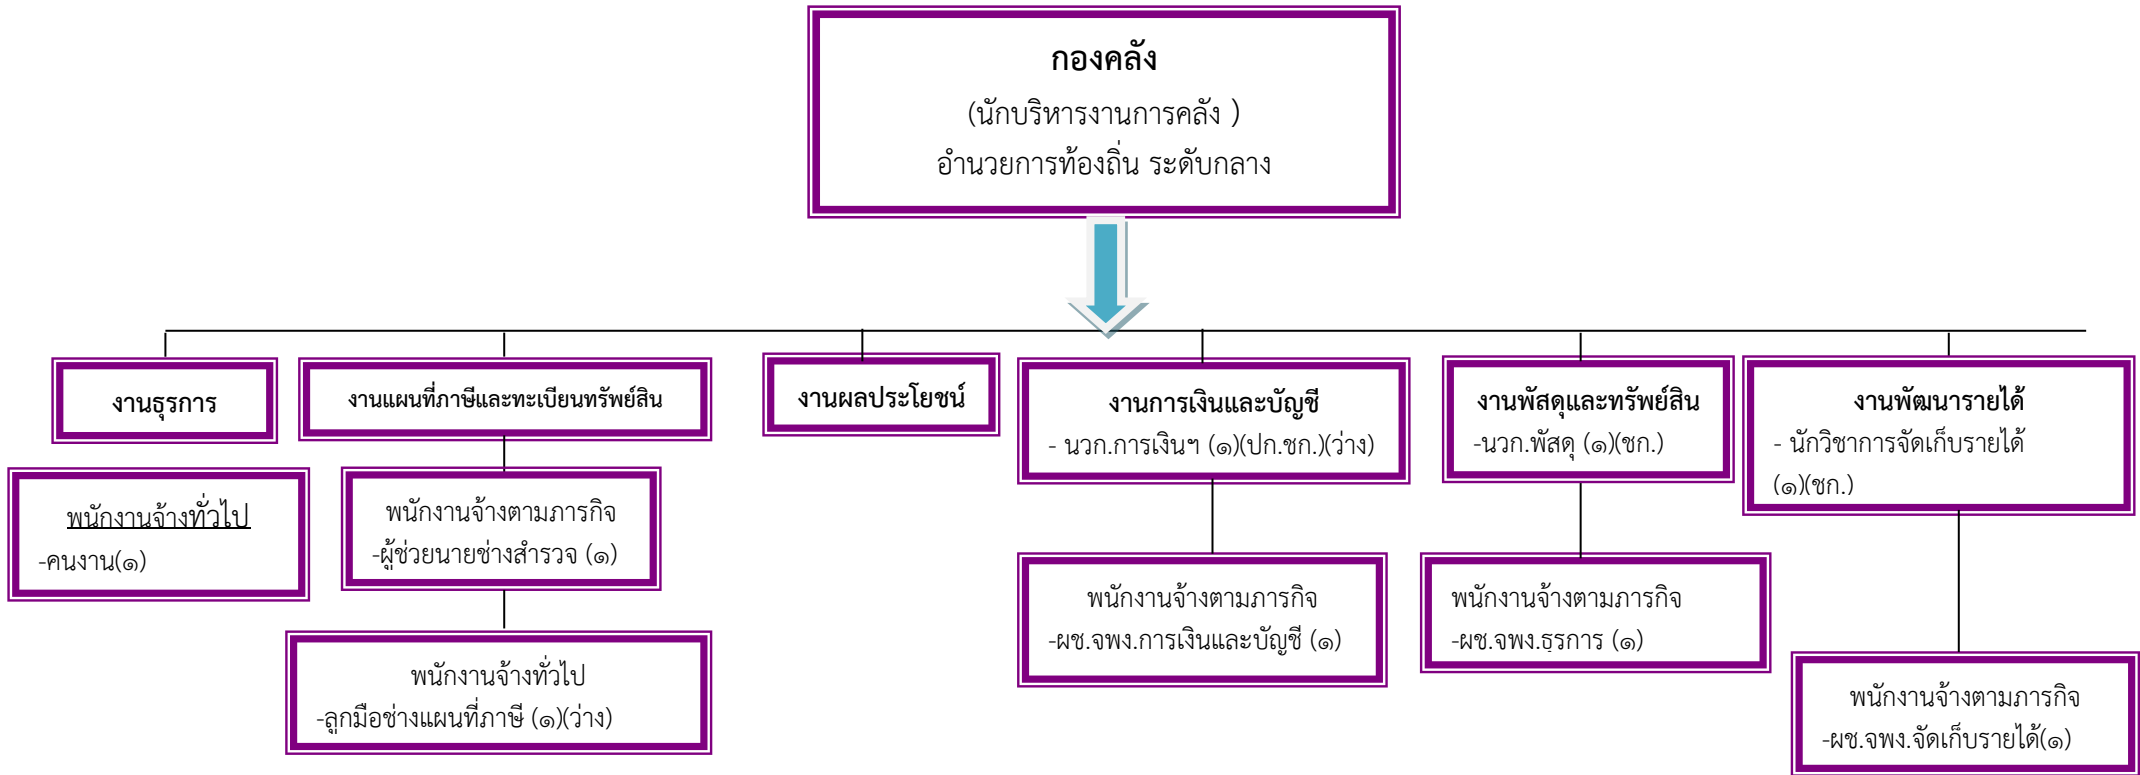 กองคลัง
(นักบริหารงานการคลัง )
อำนวยการท้องถิ่น ระดับกลาง
งานธุรการ
พนักงานจ้างทั่วไป
-คนงาน(๑)
งานแผนที่ภาษีและทะเบียนทรัพย์สิน
พนักงานจ้างตามภารกิจ
-ผู้ช่วยนายช่างสำรวจ (๑)
พนักงานจ้างทั่วไป
-ลูกมือช่างแผนที่ภาษี (๑)(ว่าง)
งานผลประโยชน์
งานการเงินและบัญชี
- นวก.การเงินฯ (๑)(ปก.ชก.)(ว่าง)
พนักงานจ้างตามภารกิจ
-ผช.จพง.การเงินและบัญชี (๑)
งานพัสดุและทรัพย์สิน
-นวก.พัสดุ (๑)(ชก.)
พนักงานจ้างตามภารกิจ
-ผช.จพง.ธุรการ (๑)
งานพัฒนารายได้
- นักวิชาการจัดเก็บรายได้
(๑)(ชก.)
พนักงานจ้างตามภารกิจ
-ผช.จพง.จัดเก็บรายได้(๑)